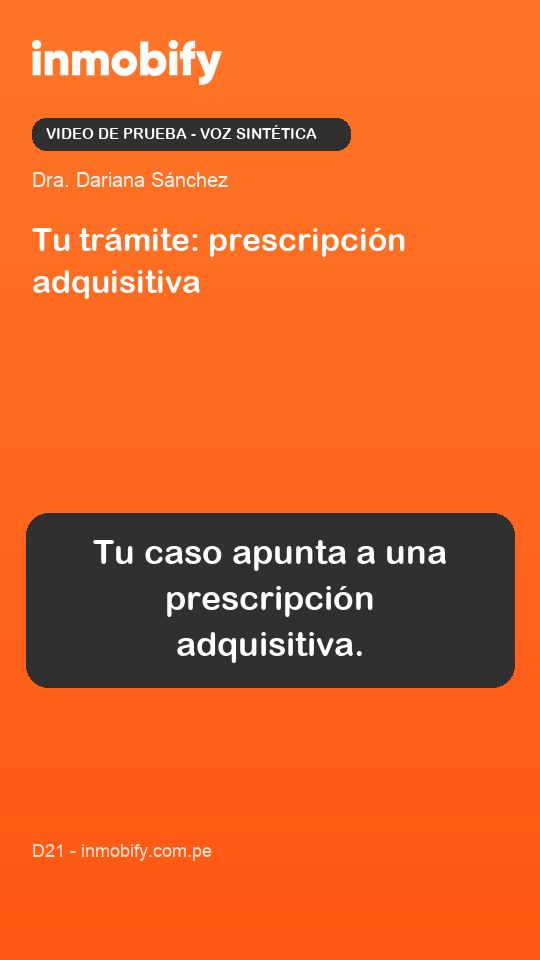 inmobify
VIDEO DE PRUEBA - VOZ SINTÉTICA
Dra. Dariana Sánchez
Tu trámite: prescripción
adquisitiva
Tu caso apunta a una
prescripción
adquisitiva.
D21 - inmobify.com.pe